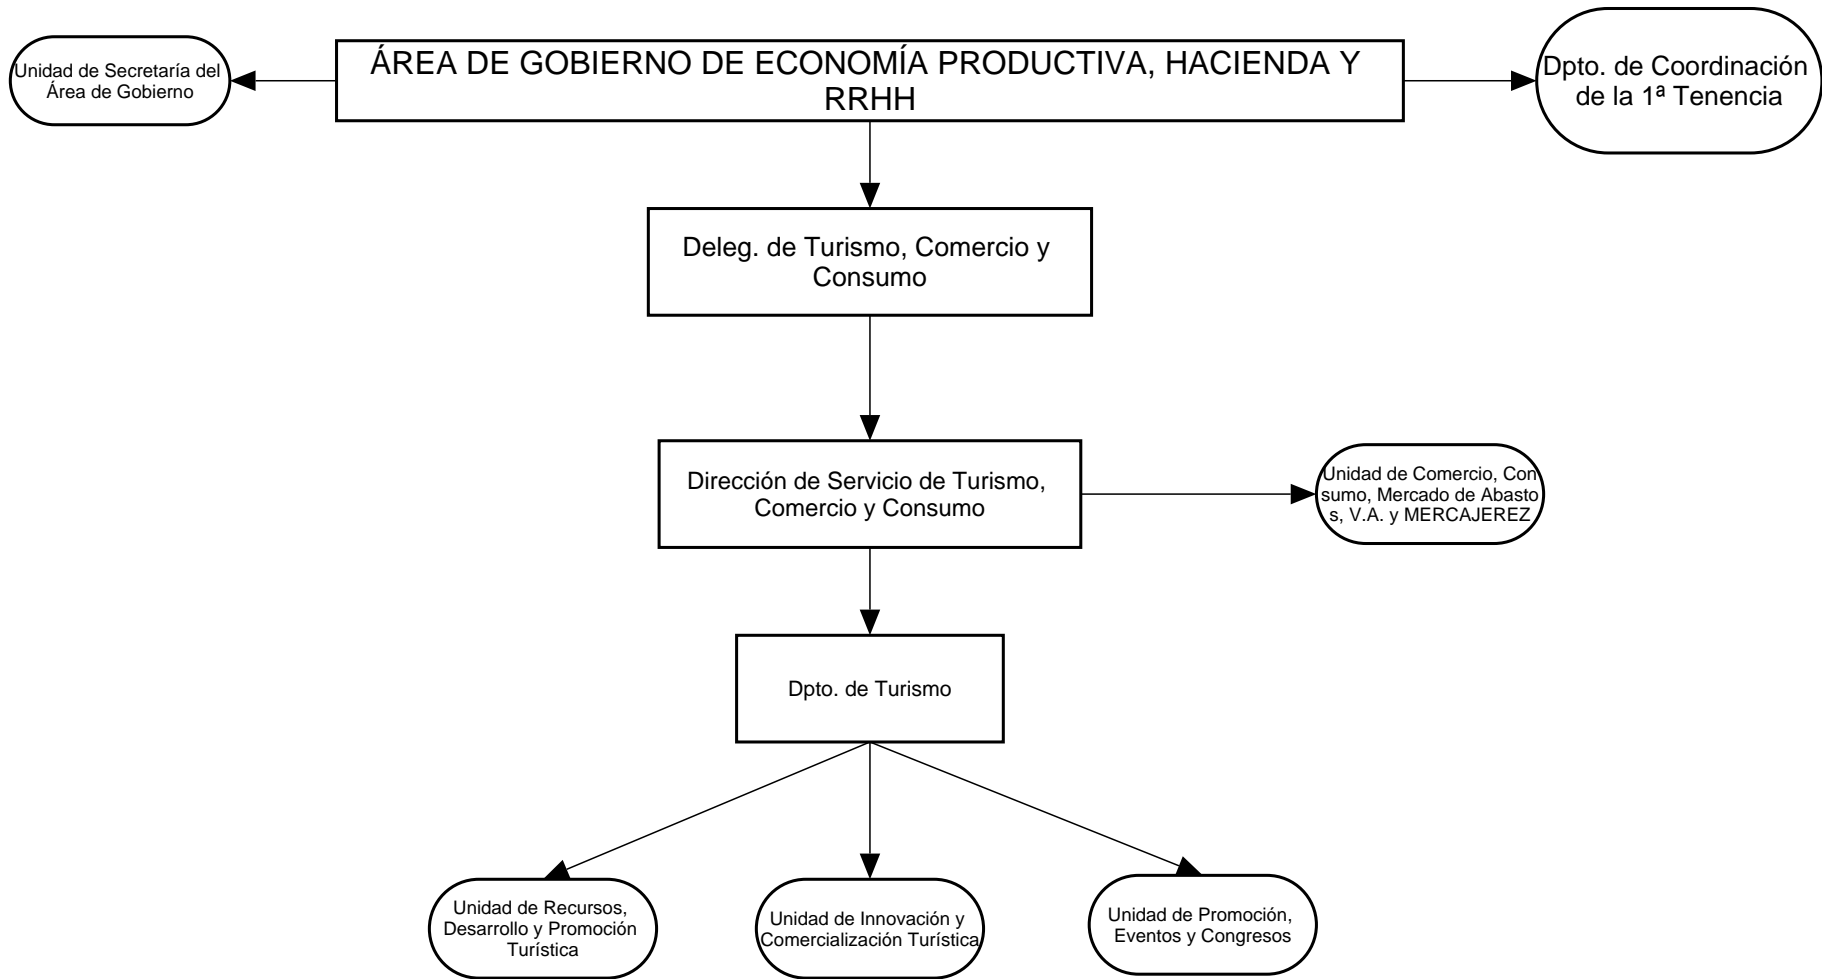 Unidad de Secretaría del
Área de Gobierno
ÁREA DE GOBIERNO DE ECONOMÍA PRODUCTIVA, HACIENDA Y
RRHH
Dpto. de Coordinación
de la 1ª Tenencia
Deleg. de Turismo, Comercio y
Consumo
Dirección de Servicio de Turismo,
Comercio y Consumo
Unidad de Comercio, Con
sumo, Mercado de Abasto
s, V.A. y MERCAJEREZ
Dpto. de Turismo
Unidad de Recursos,
Desarrollo y Promoción
Turística
Unidad de Innovación y
Comercialización Turística
Unidad de Promoción,
Eventos y Congresos